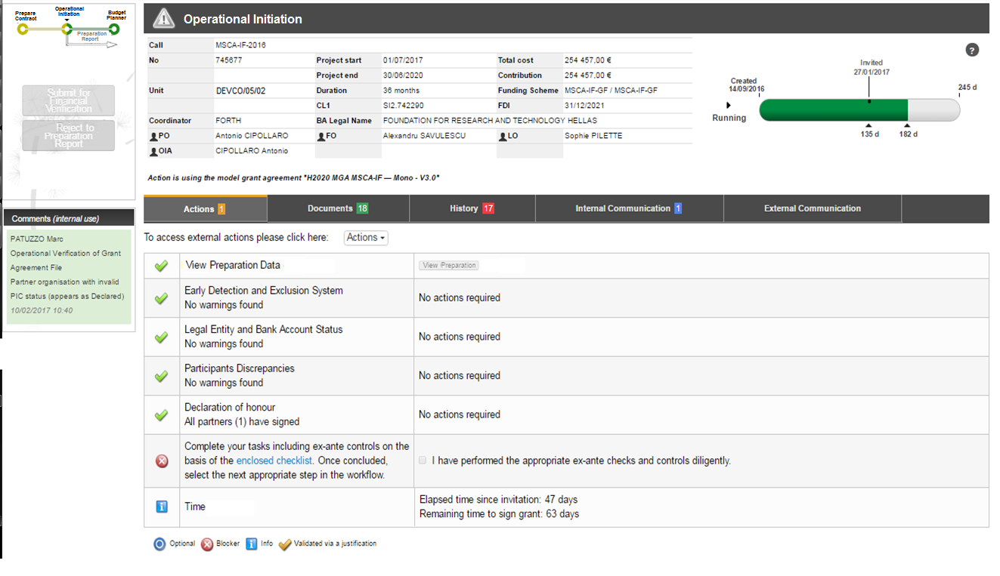 Prepare Contract
Operational Initiation
Budget Planner
Preparation Report
Submit for Financial Verification
Reject to Preparation Report
Comments (internal use)
PATUZZO Marc
Operational Verification of Grant
Agreement File
Partner organisation with invalid
PIC status (appears as Declared)
10/02/2017 10:40
Operational Initiation
Call MSCA-IF-2016
No 745677 Project start 01/07/2017 Total cost 254 457,00 €
Project end 30/06/2020 Contribution 254 457,00 €
Unit DEVCO/05/02 Duration 36 months Funding Scheme MSCA-IF-GF / MSCA-IF-GF
CL1 SI2.742290 FDI 31/12/2021
Coordinator FORTH BA Legal Name FOUNDATION FOR RESEARCH AND TECHNOLOGY HELLAS
PO Antonio CIPOLLARO FO Alexandru SAVULESCU LO Sophie PILETTE
OIA CIPOLLARO Antonio
?
Invited
27/01/2017
Created
14/09/2016
245 d
Running
135 d 182 d
Action is using the model grant agreement "H2020 MGA MSCA-IF — Mono - V3.0"
Actions 1 Documents 18 History 17 Internal Communication 1 External Communication
To access external actions please click here: Actions
View Preparation Data View Preparation
Early Detection and Exclusion System
No warnings found
No actions required
Legal Entity and Bank Account Status
No warnings found
No actions required
Participants Discrepancies
No warnings found
No actions required
Declaration of honour
All partners (1) have signed
No actions required
Complete your tasks including ex-ante controls on the
basis of the enclosed checklist. Once concluded,
select the next appropriate step in the workflow.
I have performed the appropriate ex-ante checks and controls diligently.
Time
Elapsed time since invitation: 47 days
Remaining time to sign grant: 63 days
Optional Blocker Info Validated via a justification